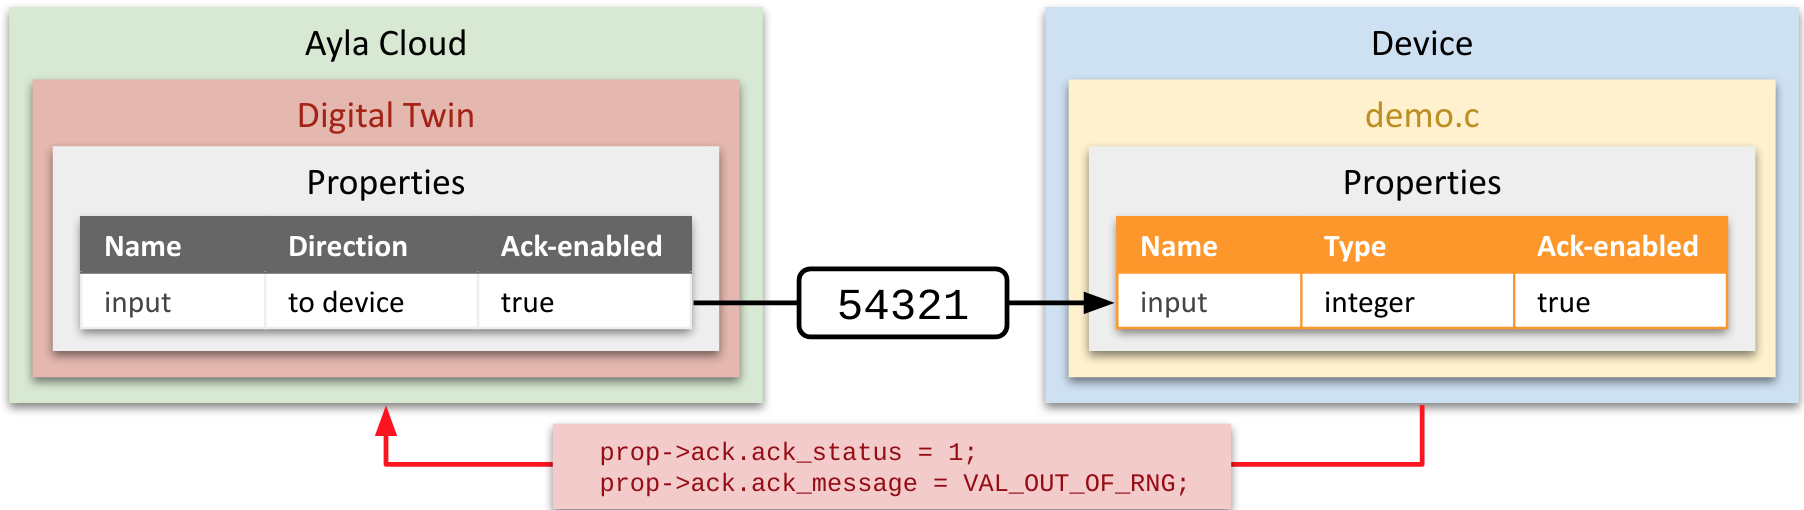 Ayla Cloud
Digital Twin
Properties
Name Direction Ack-enabled
input to device true
54321
Device
demo.c
Properties
Name Type Ack-enabled
input integer true
prop->ack.ack_status = 1;
prop->ack.ack_message = VAL_OUT_OF_RNG;